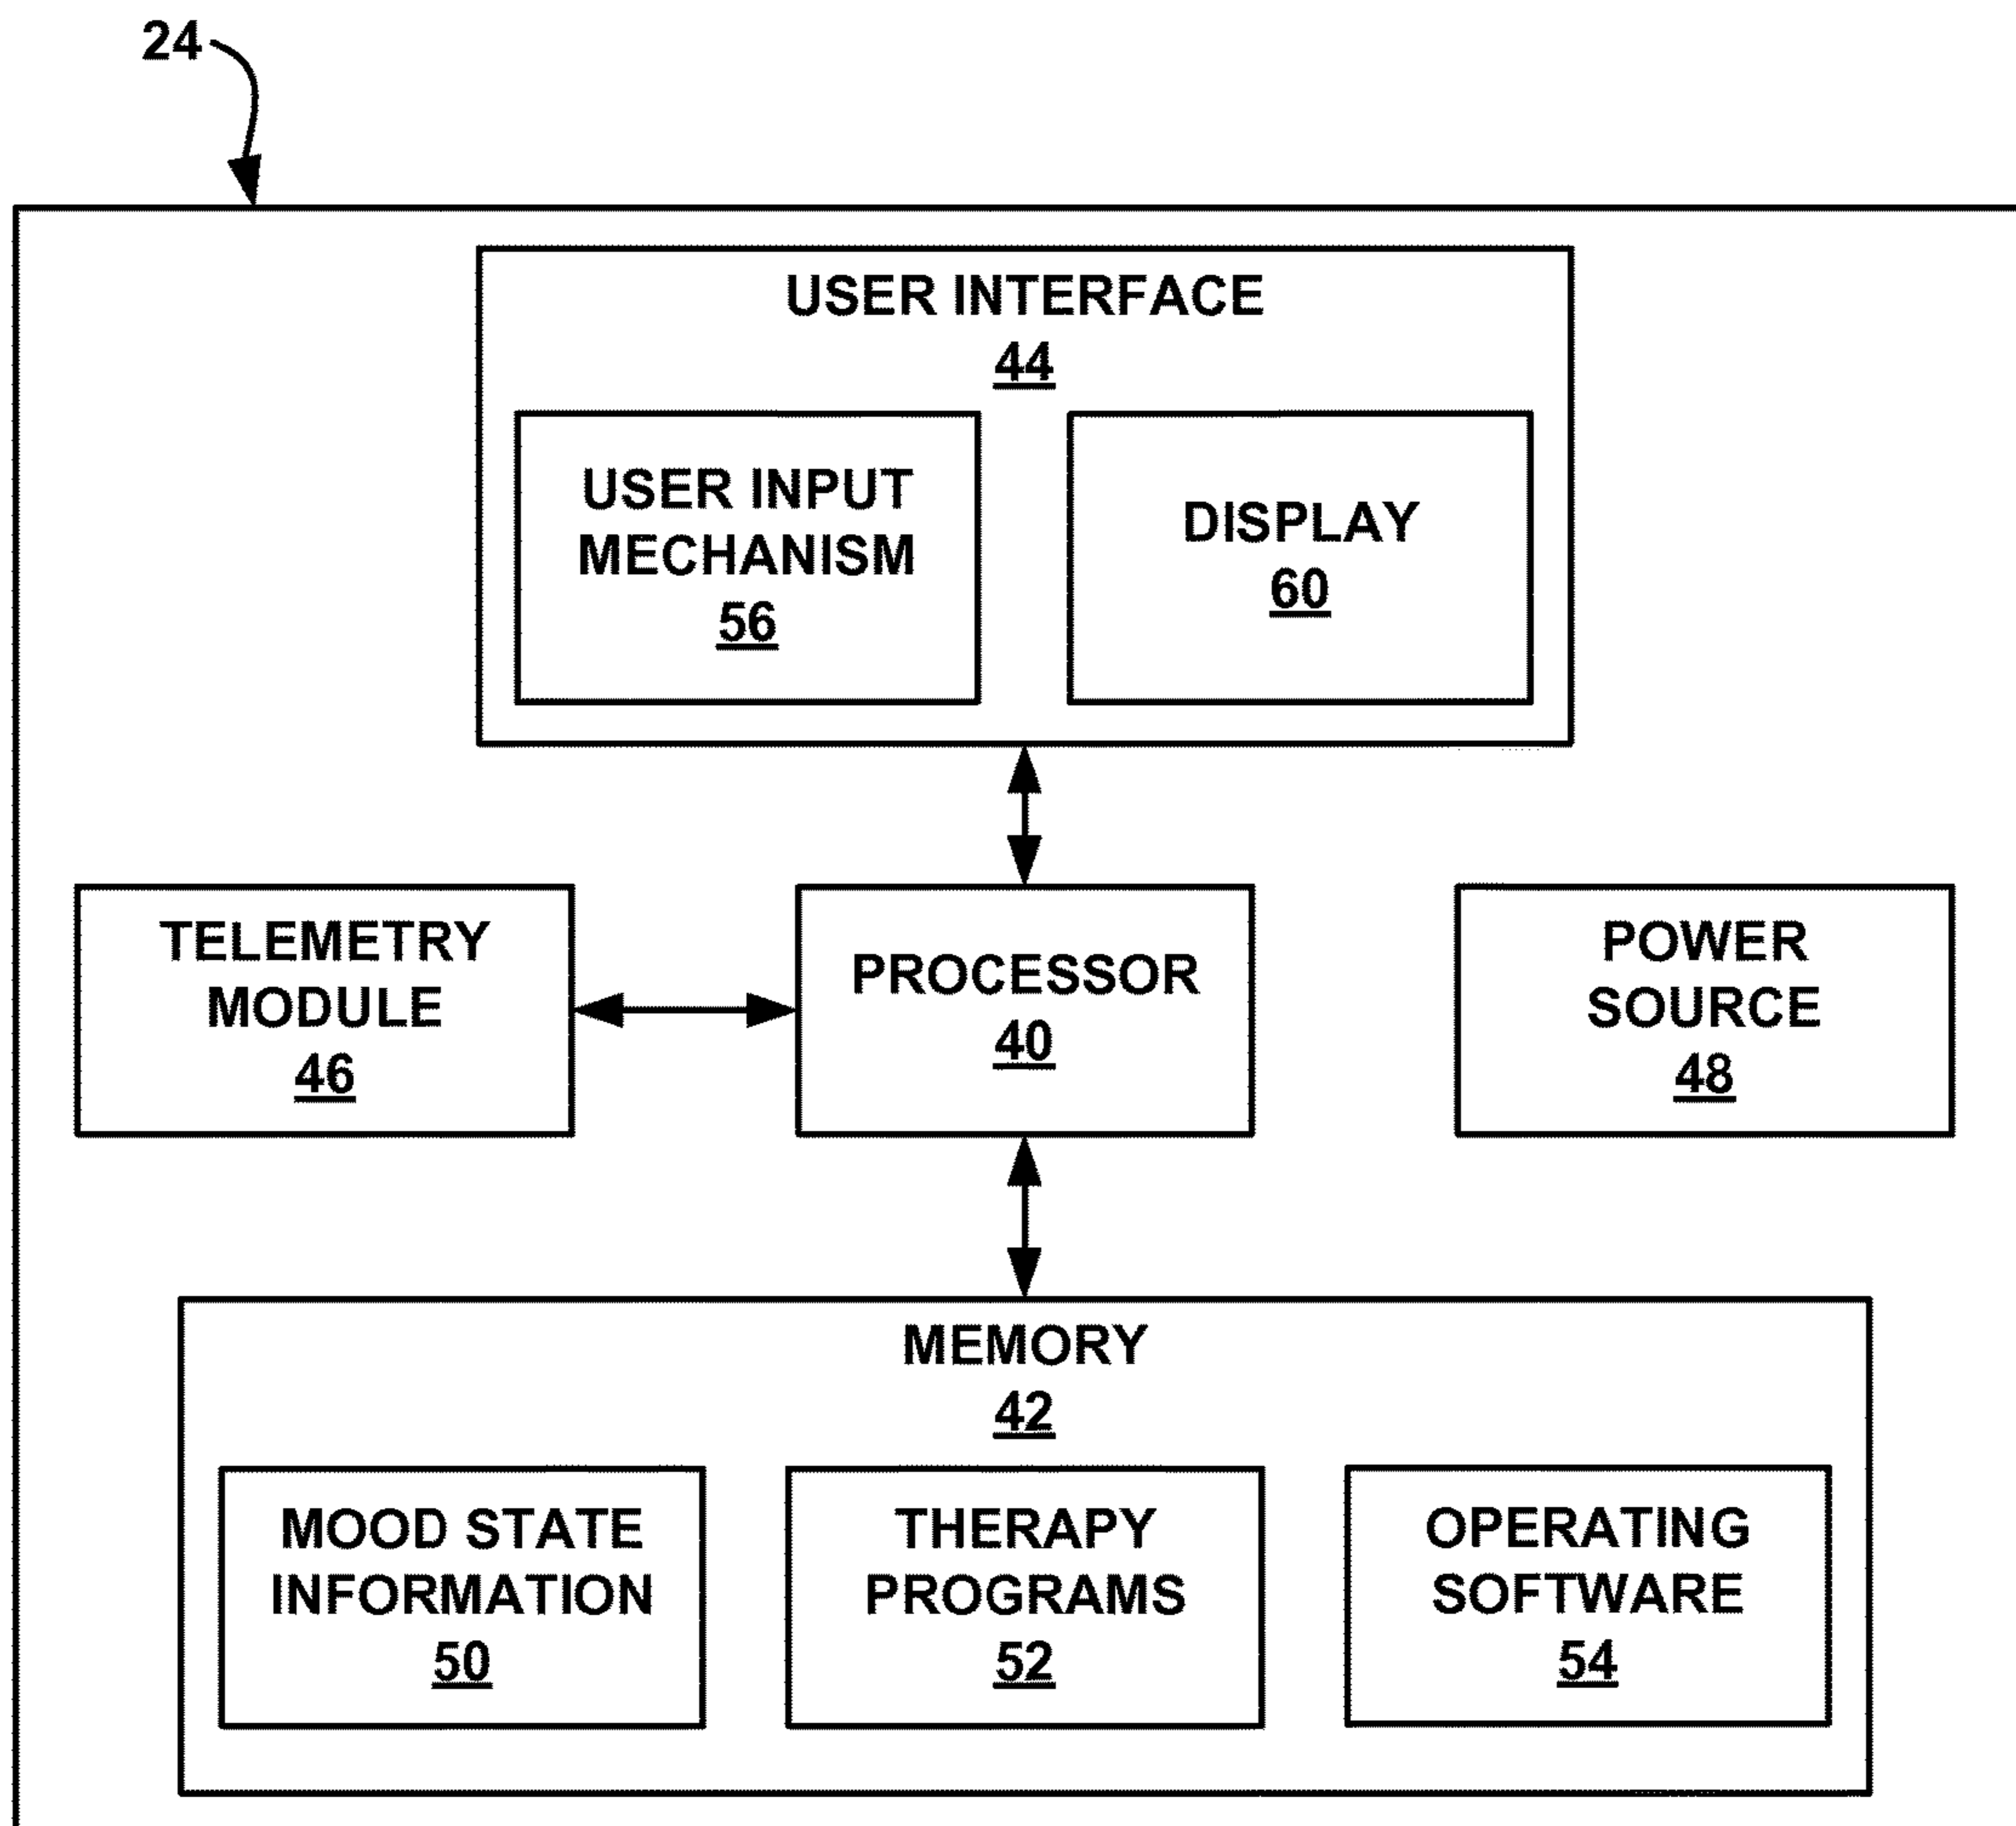 24
USER INTERFACE
44
USER INPUT
MECHANISM
56
DISPLAY
60
TELEMETRY
MODULE
46
PROCESSOR
40
POWER
SOURCE
48
MEMORY
42
MOOD STATE
INFORMATION
50
THERAPY
PROGRAMS
52
OPERATING
SOFTWARE
54